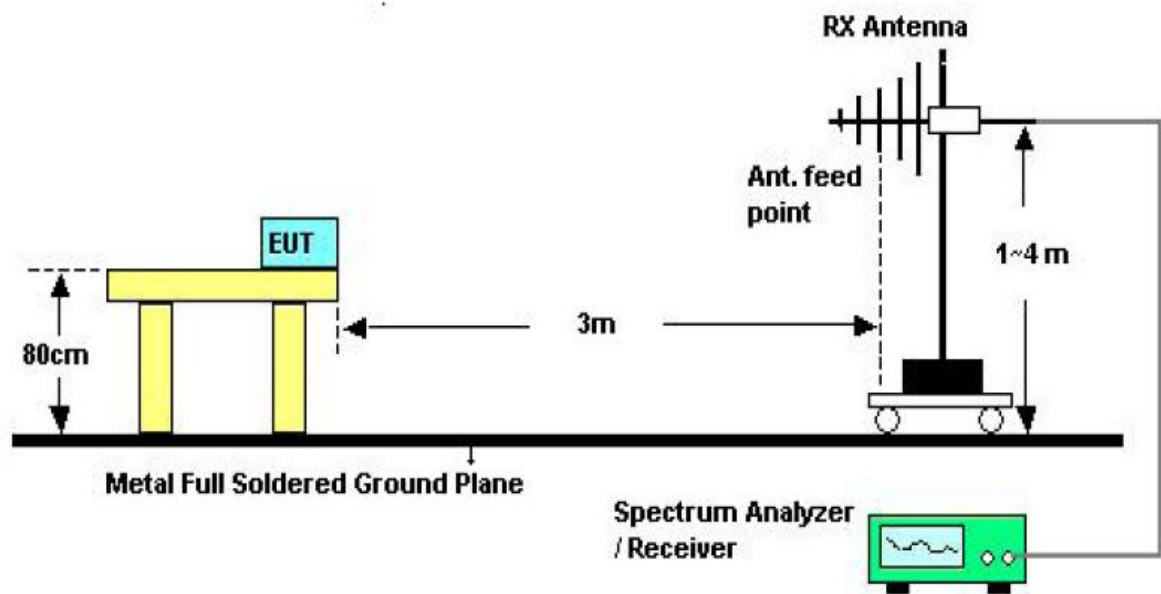 RX Antenna
Ant. feed
point
EUT
1~4 m
3m
80cm
Metal Full Soldered Ground Plane
Spectrum Analyzer
/ Receiver